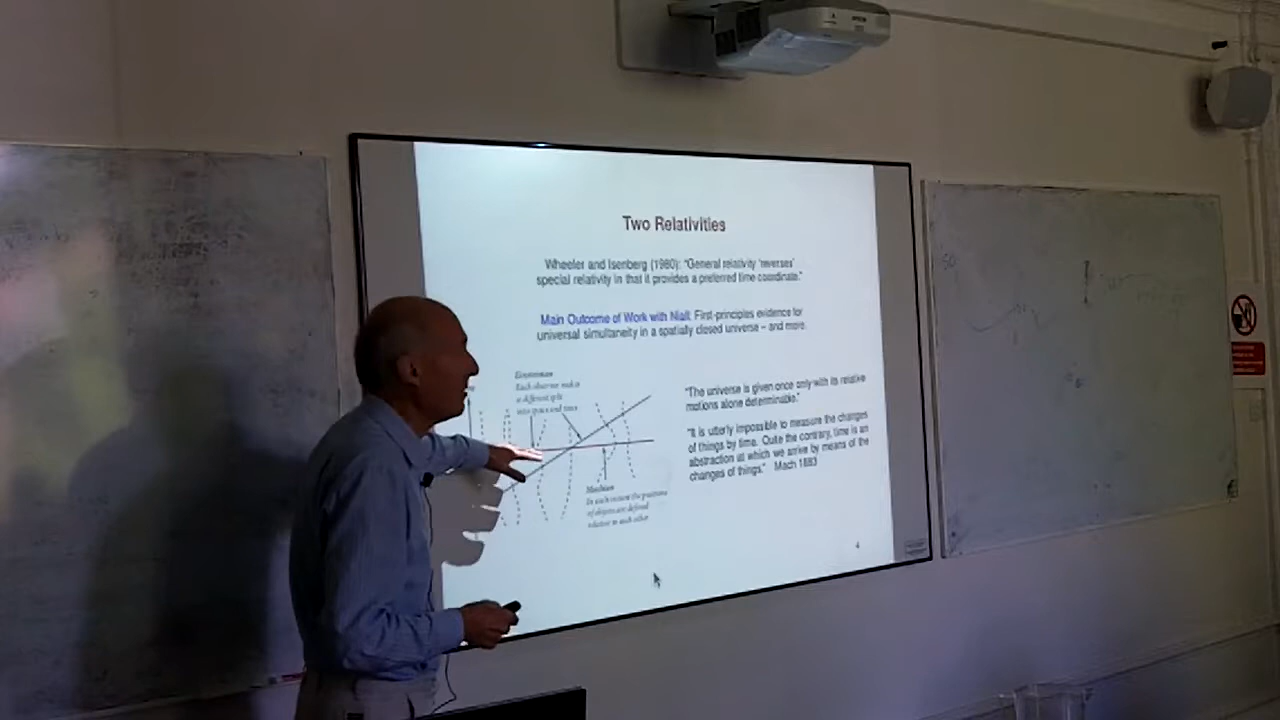 Two Relativities
Wheeler and Isenberg (1980): "General relativity 'reverses'
special relativity in that it provides a preferred time coordinate."
Main Outcome of Work with Niall: First-principles evidence for
universal simultaneity in a spatially closed universe – and more.
Einsteinian
Each observer makes
a different split
into space and time
"The universe is given once only with its relative
motions alone determinable."
"It is utterly impossible to measure the changes
of things by time. Quite the contrary, time is an
abstraction at which we arrive by means of the
changes of things." Mach 1883
Machian
In each instant the positions
of objects are defined
relative to each other
4